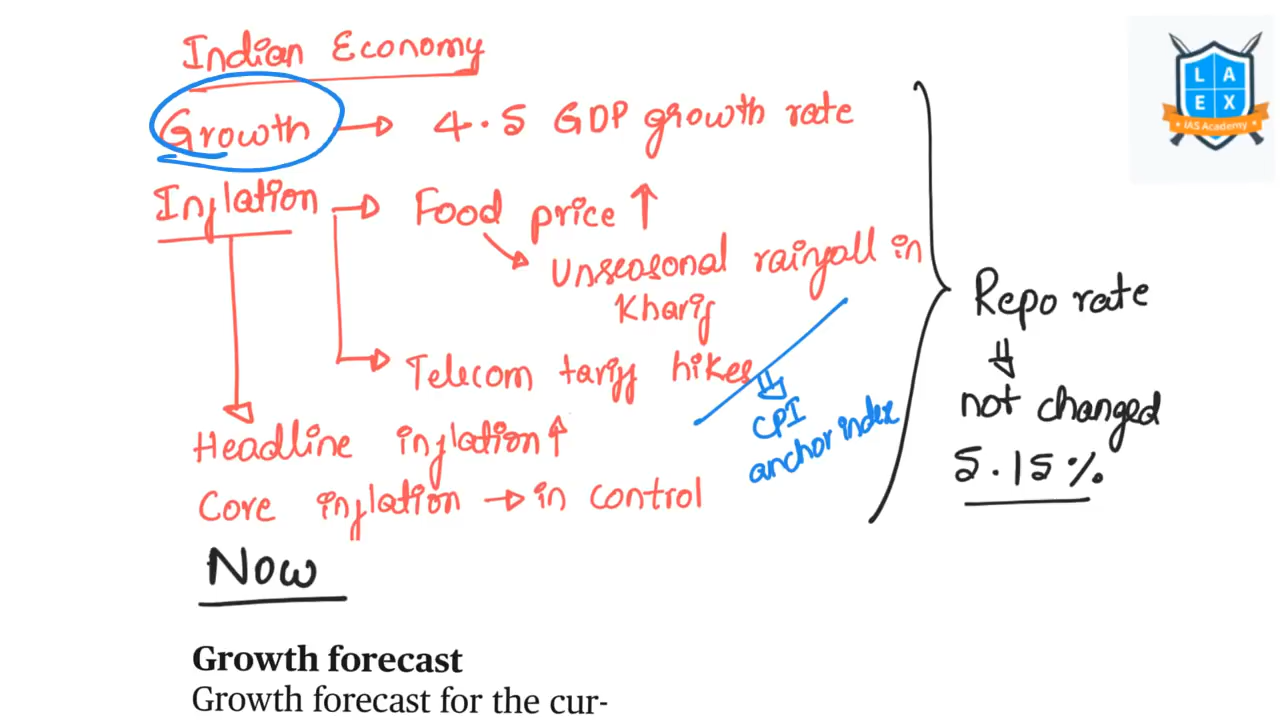 Indian Economy
Growth → 4.5 GDP growth rate
Inflation → Food price ↑
Unseasonal rainfall in
Kharif
Telecom tariff hikes
CPI
anchor index
Headline inflation ↑
Core inflation → in control
Repo rate
not changed
5.15%
Now
Growth forecast
Growth forecast for the cur-
L A
E X
IAS Academy